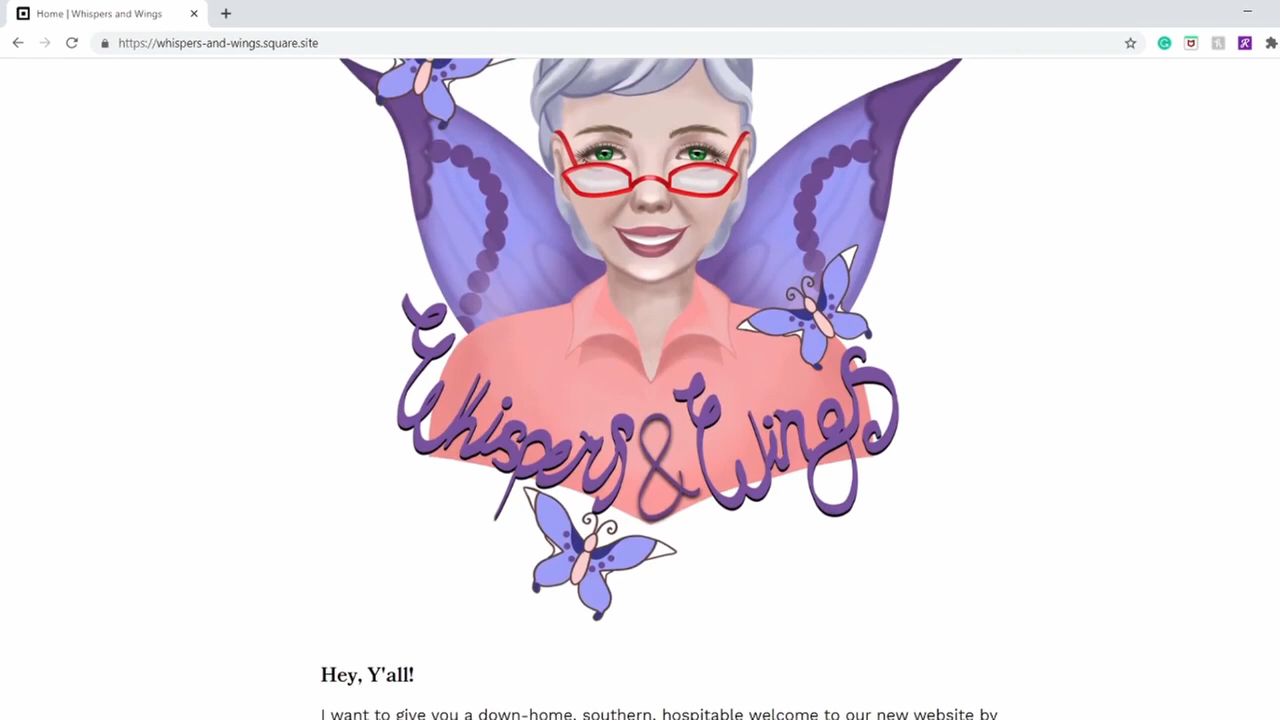 Home | Whispers and Wings
https://whispers-and-wings.square.site
Whispers & Wings
Hey, Y'all!
I want to give you a down-home, southern, hospitable welcome to our new website by